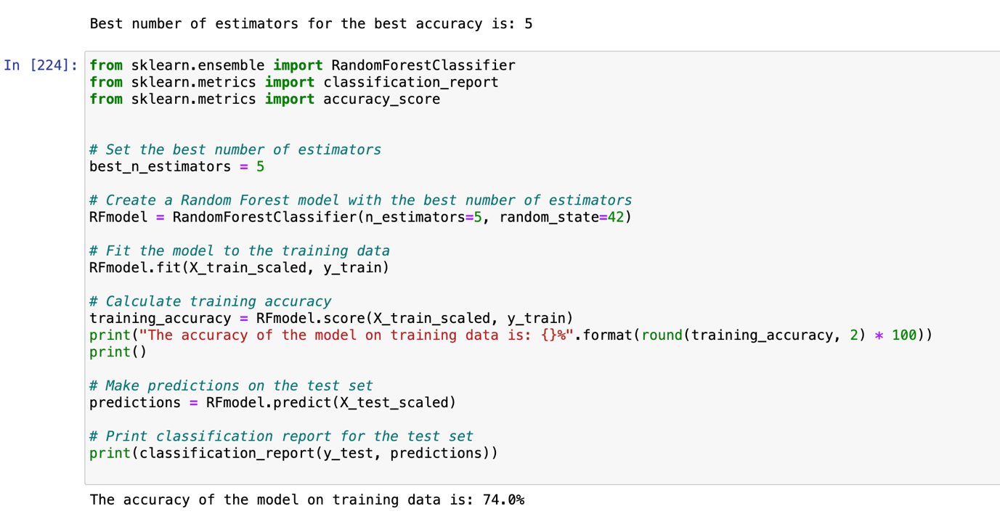 Best number of estimators for the best accuracy is: 5
In [224]:
from sklearn.ensemble import RandomForestClassifier
from sklearn.metrics import classification_report
from sklearn.metrics import accuracy_score
# Set the best number of estimators
best_n_estimators = 5
# Create a Random Forest model with the best number of estimators
RFmodel = RandomForestClassifier(n_estimators=5, random_state=42)
# Fit the model to the training data
RFmodel.fit(X_train_scaled, y_train)
# Calculate training accuracy
training_accuracy = RFmodel.score(X_train_scaled, y_train)
print("The accuracy of the model on training data is: {}%".format(round(training_accuracy, 2) * 100))
print()
# Make predictions on the test set
predictions = RFmodel.predict(X_test_scaled)
# Print classification report for the test set
print(classification_report(y_test, predictions))
The accuracy of the model on training data is: 74.0%